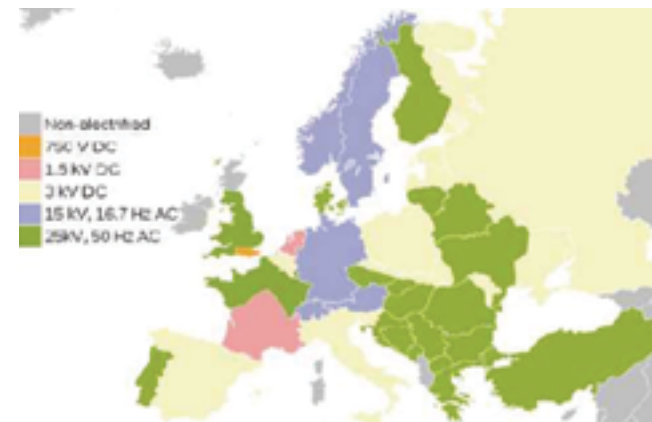 Non-electrified
750 V DC
1.5 kV DC
3 kV DC
15 kV, 16.7 Hz AC
25kV, 50 Hz AC